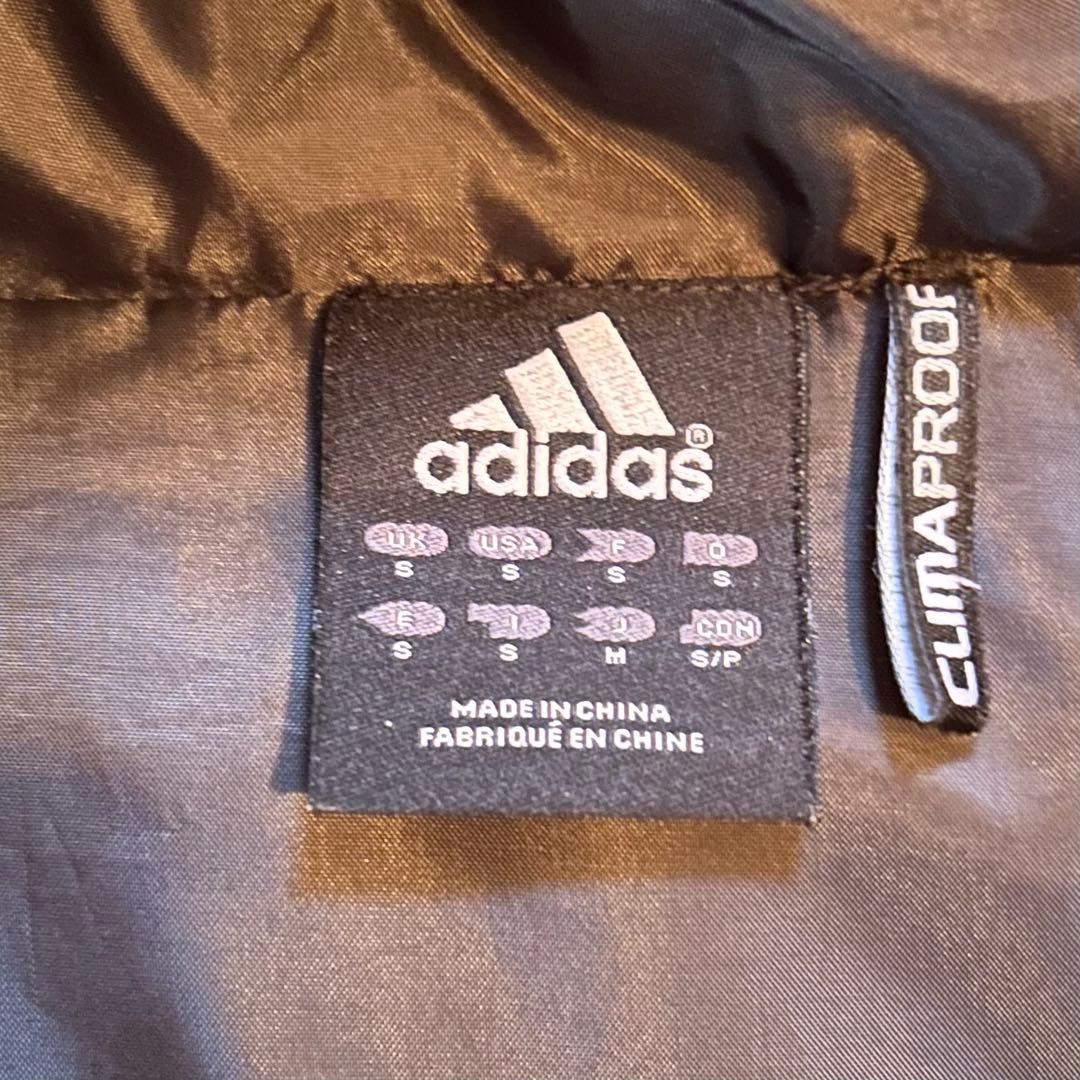 adidas®
UK USA F D
S S S S
E I J CDN
S S M S/P
MADE IN CHINA
FABRIQUÉ EN CHINE
CLIMAPROOF